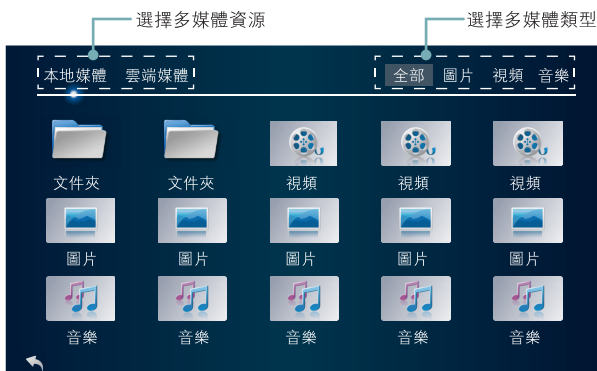 選擇多媒體資源 選擇多媒體類型
本地媒體 雲端媒體 全部 圖片 視頻 音樂
文件夾 文件夾 視頻 視頻 視頻
圖片 圖片 圖片 圖片 圖片
音樂 音樂 音樂 音樂 音樂